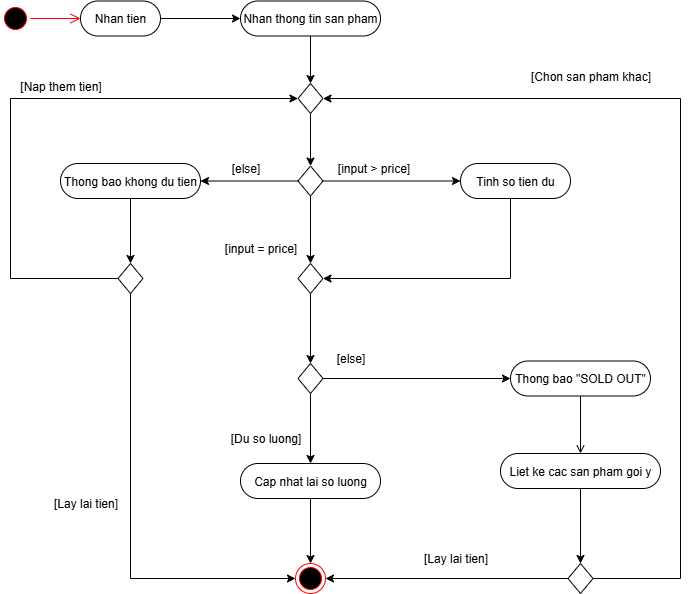 Nhan tien
Nhan thong tin san pham
[Nap them tien]
[Chon san pham khac]
[else]
[input > price]
Thong bao khong du tien
Tinh so tien du
[input = price]
[else]
Thong bao "SOLD OUT"
[Du so luong]
Liet ke cac san pham goi y
Cap nhat lai so luong
[Lay lai tien]
[Lay lai tien]